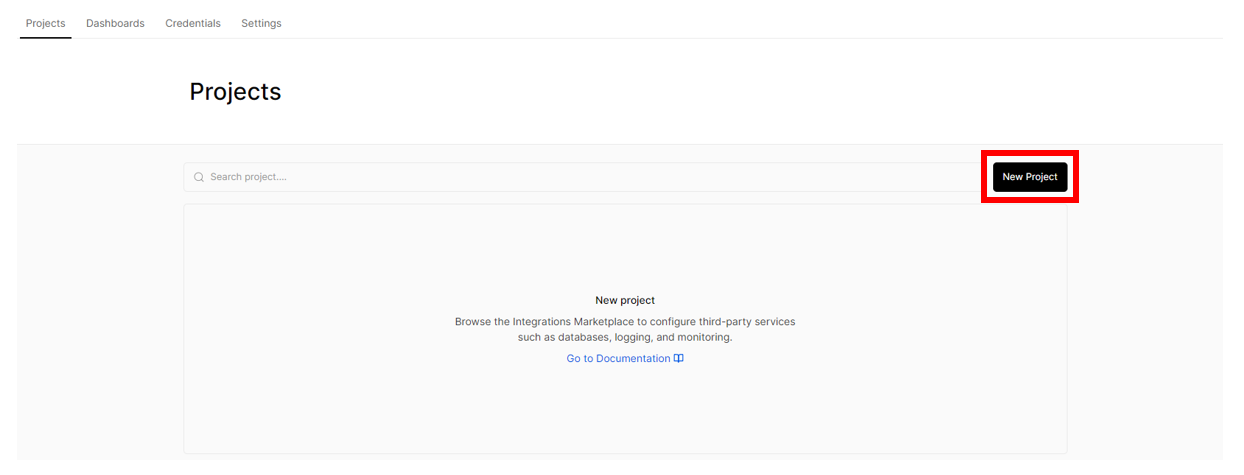 Projects Dashboards Credentials Settings
Projects
Search project....
New Project
New project
Browse the Integrations Marketplace to configure third-party services
such as databases, logging, and monitoring.
Go to Documentation